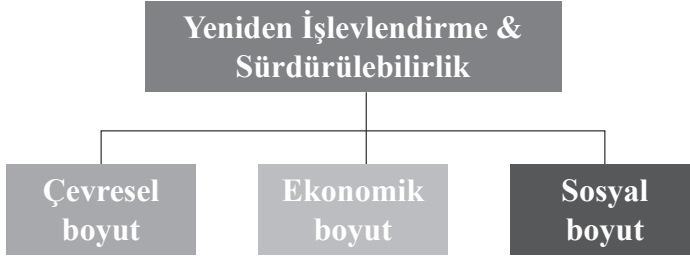 Yeniden İşlevlendirme &
Sürdürülebilirlik
Çevresel
boyut
Ekonomik
boyut
Sosyal
boyut